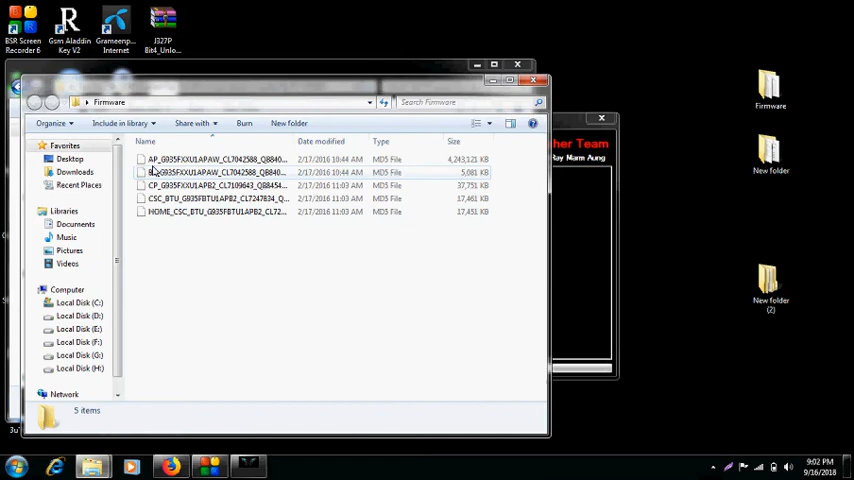 BSR Screen
Recorder 6
Gsm Aladdin
Key V2
Grameenp...
Internet
J327P
Bit4_Unlo...
Firmware
Search Firmware
Organize
Include in library
Share with
Burn
New folder
Name
Date modified
Type
Size
AP_G935FXXU1APAW_CL7042588_QB840... 2/17/2016 10:44 AM MD5 File 4,243,121 KB
G935FXXU1APAW_CL7042588_QB840... 2/17/2016 10:44 AM MD5 File 5,081 KB
CP_G935FXXU1APB2_CL7109643_QB8454... 2/17/2016 11:03 AM MD5 File 37,751 KB
CSC_BTU_G935FBTU1APB2_CL7247834_Q... 2/17/2016 11:03 AM MD5 File 17,461 KB
HOME_CSC_BTU_G935FBTU1APB2_CL72... 2/17/2016 11:03 AM MD5 File 17,451 KB
Favorites
Desktop
Downloads
Recent Places
Libraries
Documents
Music
Pictures
Videos
Computer
Local Disk (C:)
Local Disk (D:)
Local Disk (E:)
Local Disk (F:)
Local Disk (G:)
Local Disk (H:)
Network
5 items
her Team
Ray Mam Aung
Firmware
New folder
New folder
(2)
9:02 PM
9/16/2018